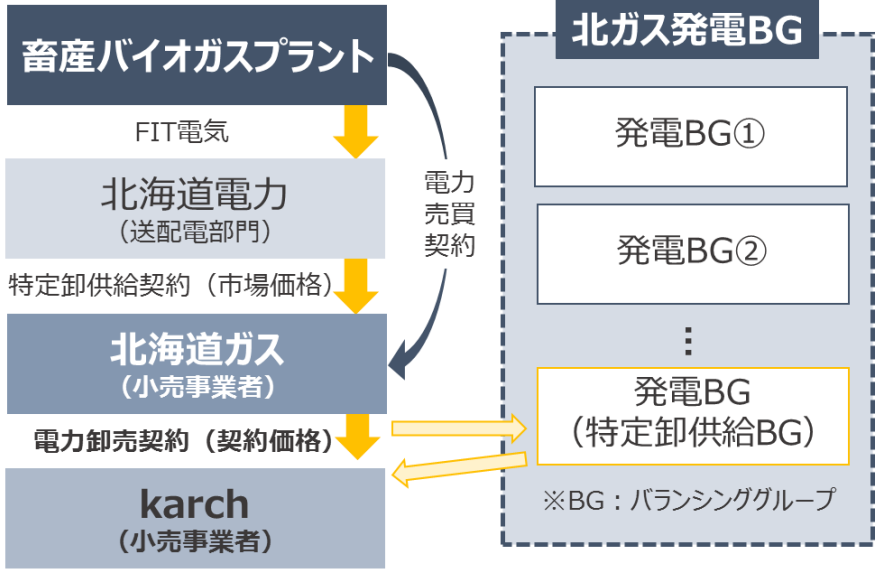 畜産バイオガスプラント
FIT電気
北海道電力
（送配電部門）
特定卸供給契約（市場価格）
北海道ガス
（小売事業者）
電力卸売契約（契約価格）
karch
（小売事業者）
電力
売買
契約
北ガス発電BG
発電BG①
発電BG②
⋮
発電BG
（特定卸供給BG）
※BG：バランシンググループ